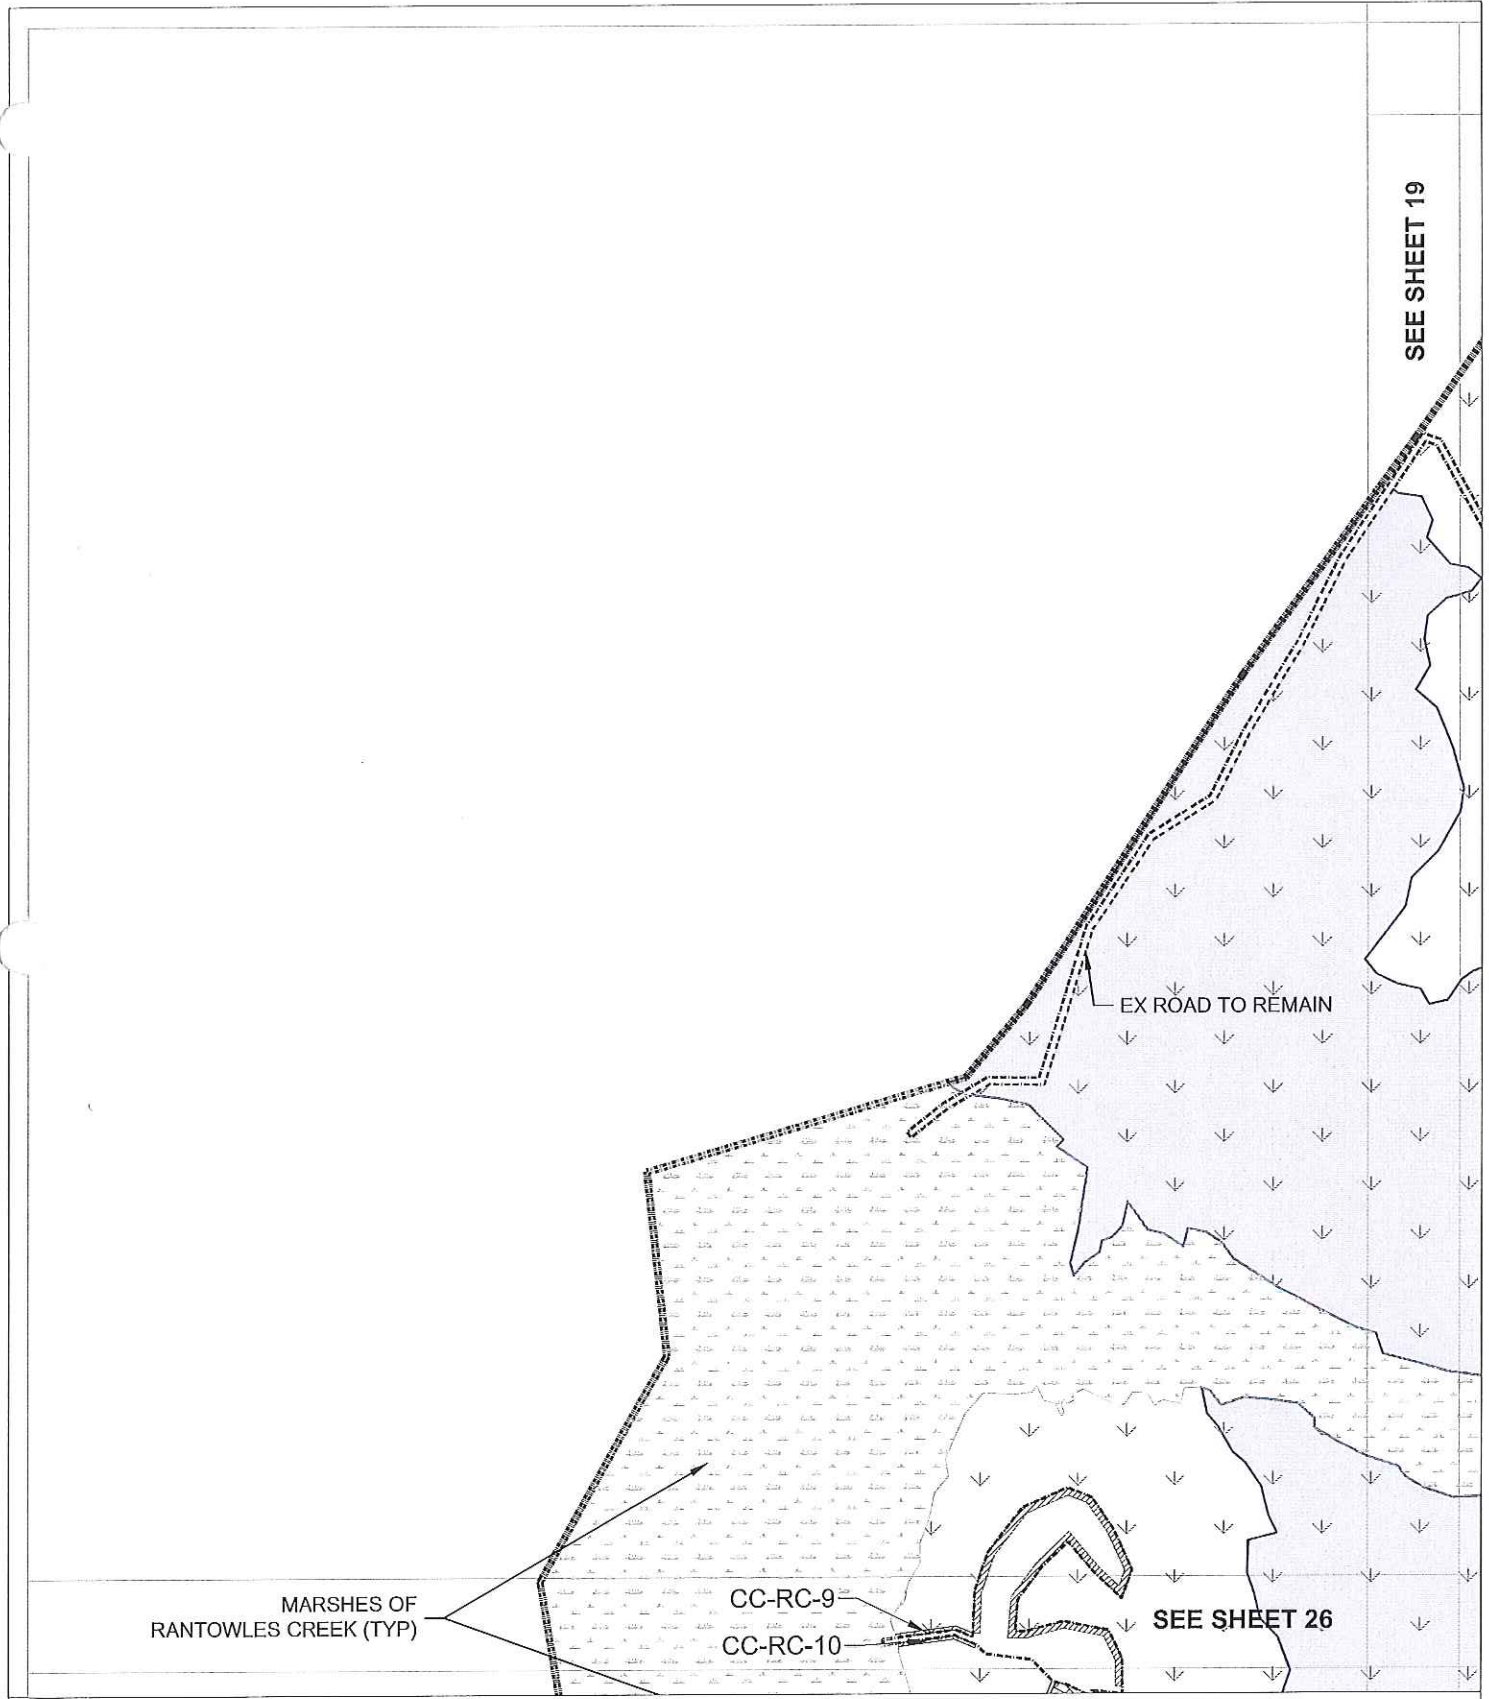 SEE SHEET 19
EX ROAD TO REMAIN
MARSHES OF
RANTOWLES CREEK (TYP)
CC-RC-9
CC-RC-10
SEE SHEET 26